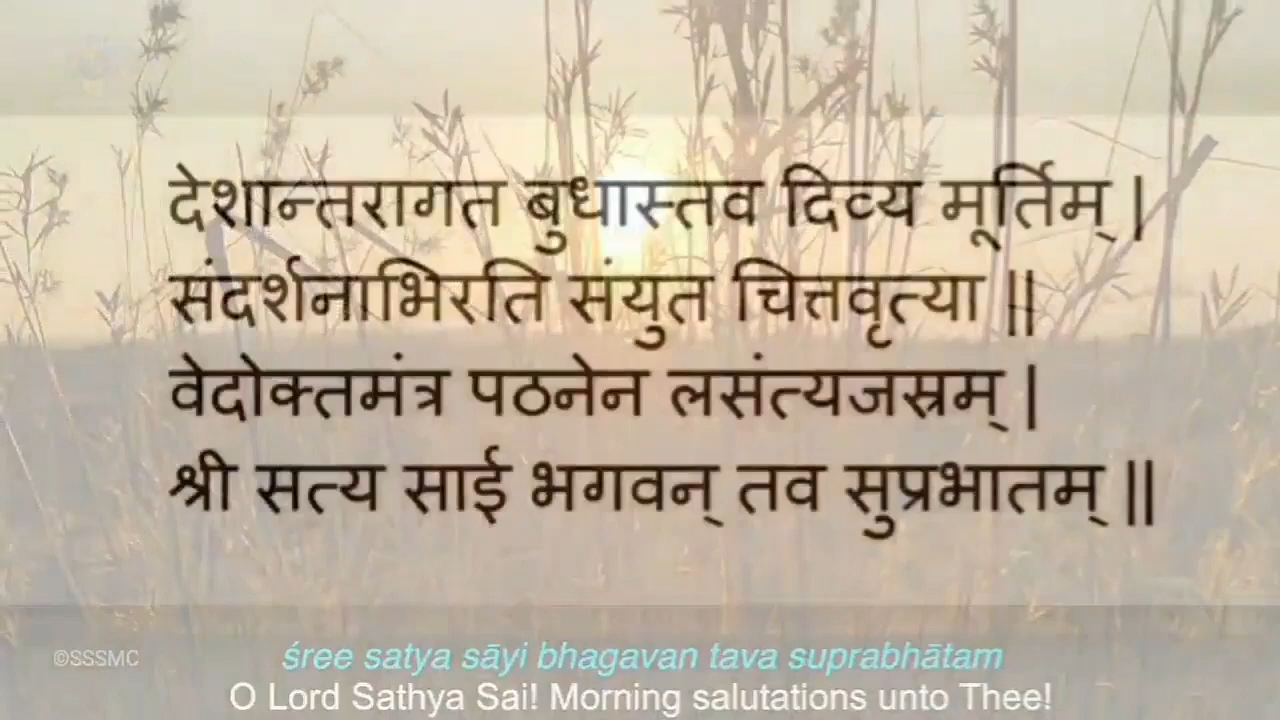 देशान्तरागत बुधास्तव दिव्य मूर्तिम् |
संदर्शनाभिरति संयुत चित्तवृत्या ||
वेदोक्तमंत्र पठनेन लसंत्यजस्रम् |
श्री सत्य साई भगवन् तव सुप्रभातम् ||
©SSSMC
śree satya sāyi bhagavan tava suprabhātam
O Lord Sathya Sai! Morning salutations unto Thee!